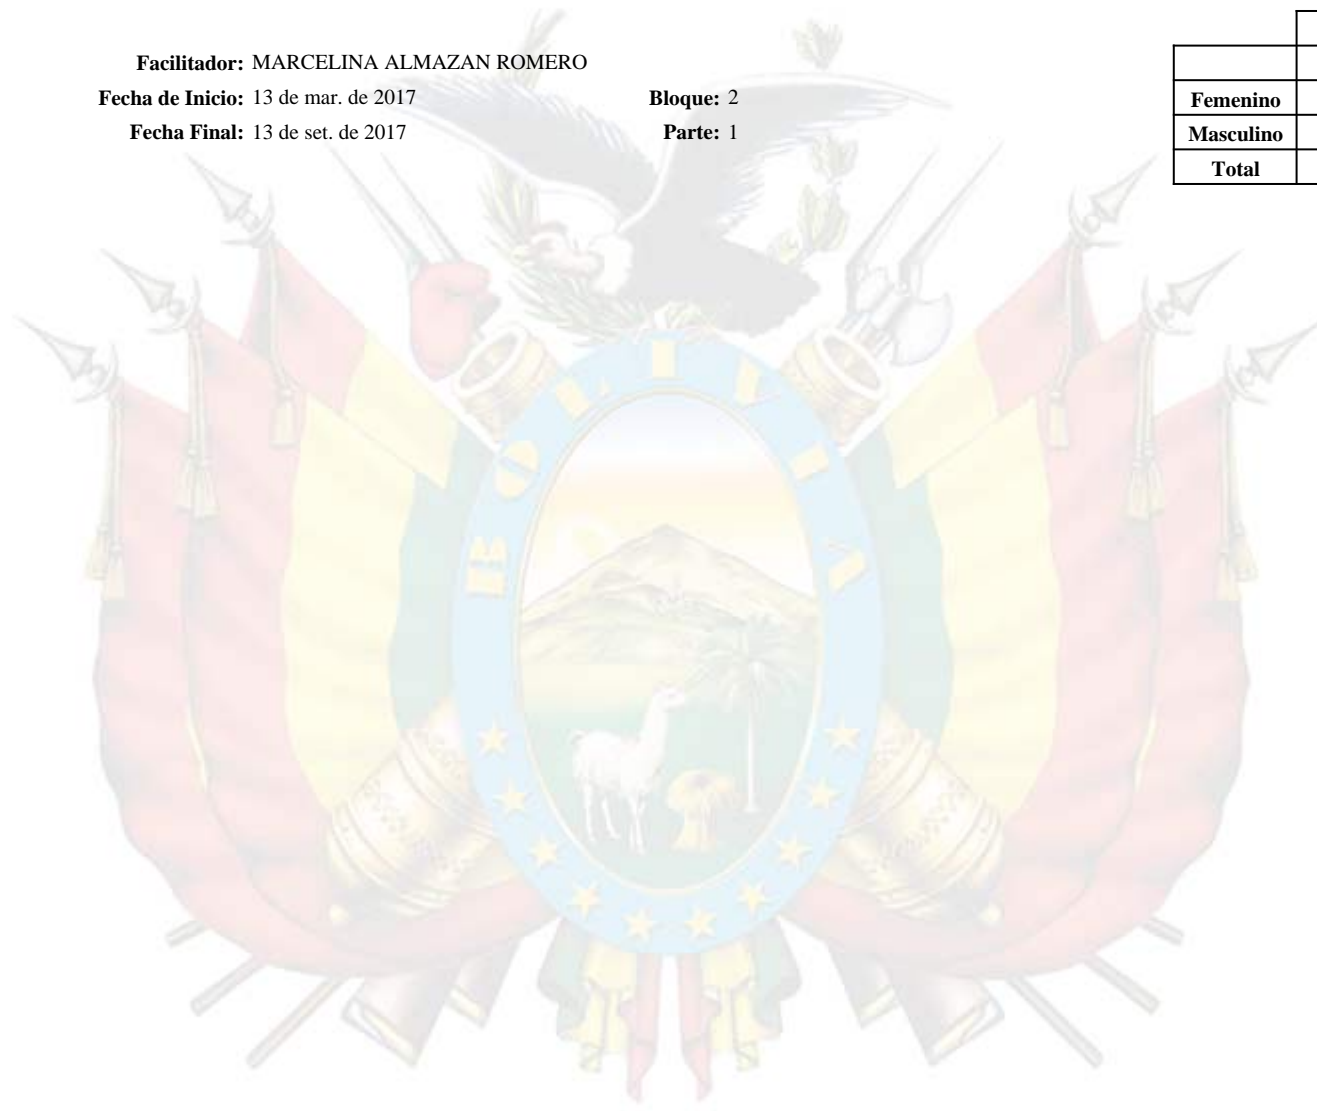 Facilitador: MARCELINA ALMAZAN ROMERO
Fecha de Inicio: 13 de mar. de 2017 Bloque: 2
Fecha Final: 13 de set. de 2017 Parte: 1
Femenino
Masculino
Total
BOLIVIA